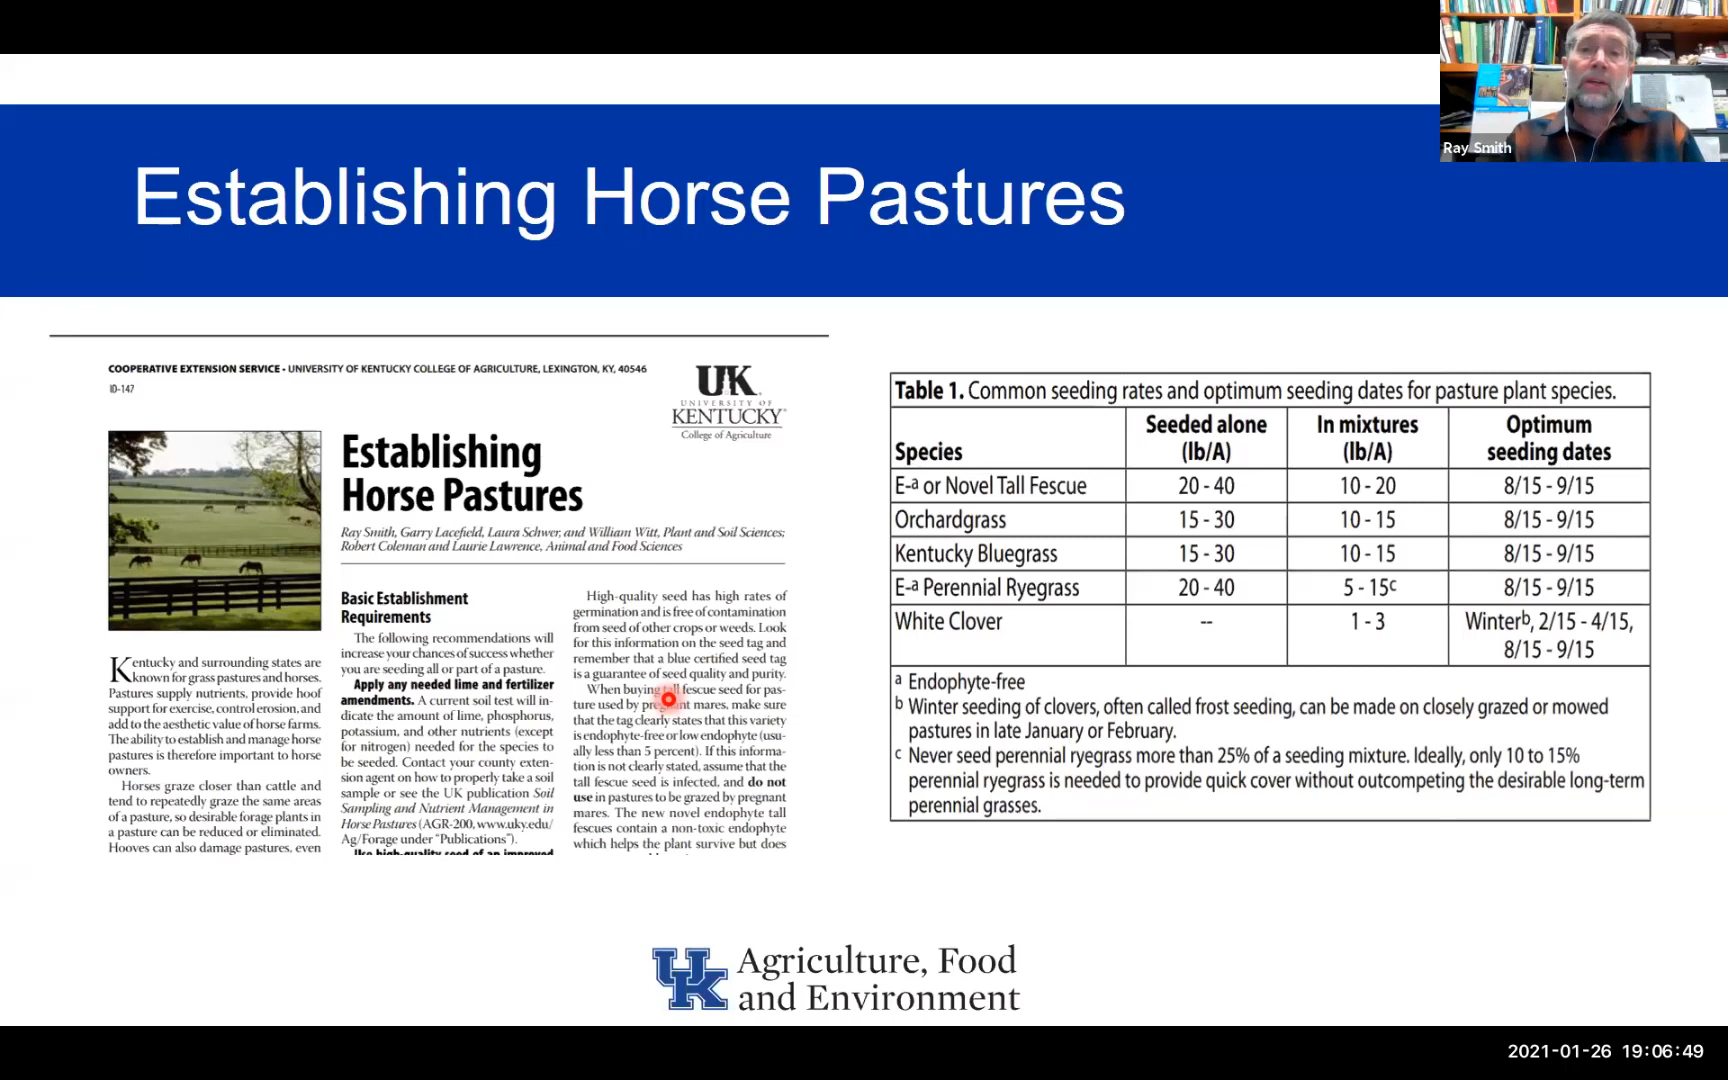 Ray Smith
Establishing Horse Pastures
COOPERATIVE EXTENSION SERVICE • UNIVERSITY OF KENTUCKY COLLEGE OF AGRICULTURE, LEXINGTON, KY, 40546
ID-147
UK
UNIVERSITY OF
KENTUCKY
College of Agriculture
Establishing
Horse Pastures
Ray Smith, Garry Lacefield, Laura Schwer, and William Witt, Plant and Soil Sciences;
Robert Coleman and Laurie Lawrence, Animal and Food Sciences
Kentucky and surrounding states are
known for grass pastures and horses.
Pastures supply nutrients, provide hoof
support for exercise, control erosion, and
add to the aesthetic value of horse farms.
The ability to establish and manage horse
pastures is therefore important to horse
owners.
Horses graze closer than cattle and
tend to repeatedly graze the same areas
of a pasture, so desirable forage plants in
a pasture can be reduced or eliminated.
Hooves can also damage pastures, even
Basic Establishment
Requirements
The following recommendations will
increase your chances of success whether
you are seeding all or part of a pasture.
Apply any needed lime and fertilizer
amendments. A current soil test will in-
dicate the amount of lime, phosphorus,
potassium, and other nutrients (except
for nitrogen) needed for the species to
be seeded. Contact your county exten-
sion agent on how to properly take a soil
sample or see the UK publication Soil
Sampling and Nutrient Management in
Horse Pastures (AGR-200, www.uky.edu/
Ag/Forage under "Publications").
Use high-quality seed of an improved
High-quality seed has high rates of
germination and is free of contamination
from seed of other crops or weeds. Look
for this information on the seed tag and
remember that a blue certified seed tag
is a guarantee of seed quality and purity.
When buying tall fescue seed for pas-
ture used by pregnant mares, make sure
that the tag clearly states that this variety
is endophyte-free or low endophyte (usu-
ally less than 5 percent). If this informa-
tion is not clearly stated, assume that the
tall fescue seed is infected, and do not
use in pastures to be grazed by pregnant
mares. The new novel endophyte tall
fescues contain a non-toxic endophyte
which helps the plant survive but does
Table 1. Common seeding rates and optimum seeding dates for pasture plant species.
Species Seeded alone (lb/A) In mixtures (lb/A) Optimum seeding dates
E-a or Novel Tall Fescue 20 - 40 10 - 20 8/15 - 9/15
Orchardgrass 15 - 30 10 - 15 8/15 - 9/15
Kentucky Bluegrass 15 - 30 10 - 15 8/15 - 9/15
E-a Perennial Ryegrass 20 - 40 5 - 15c 8/15 - 9/15
White Clover -- 1 - 3 Winterb, 2/15 - 4/15,
8/15 - 9/15
a Endophyte-free
b Winter seeding of clovers, often called frost seeding, can be made on closely grazed or mowed
pastures in late January or February.
c Never seed perennial ryegrass more than 25% of a seeding mixture. Ideally, only 10 to 15%
perennial ryegrass is needed to provide quick cover without outcompeting the desirable long-term
perennial grasses.
UK Agriculture, Food
and Environment
2021-01-26 19:06:49